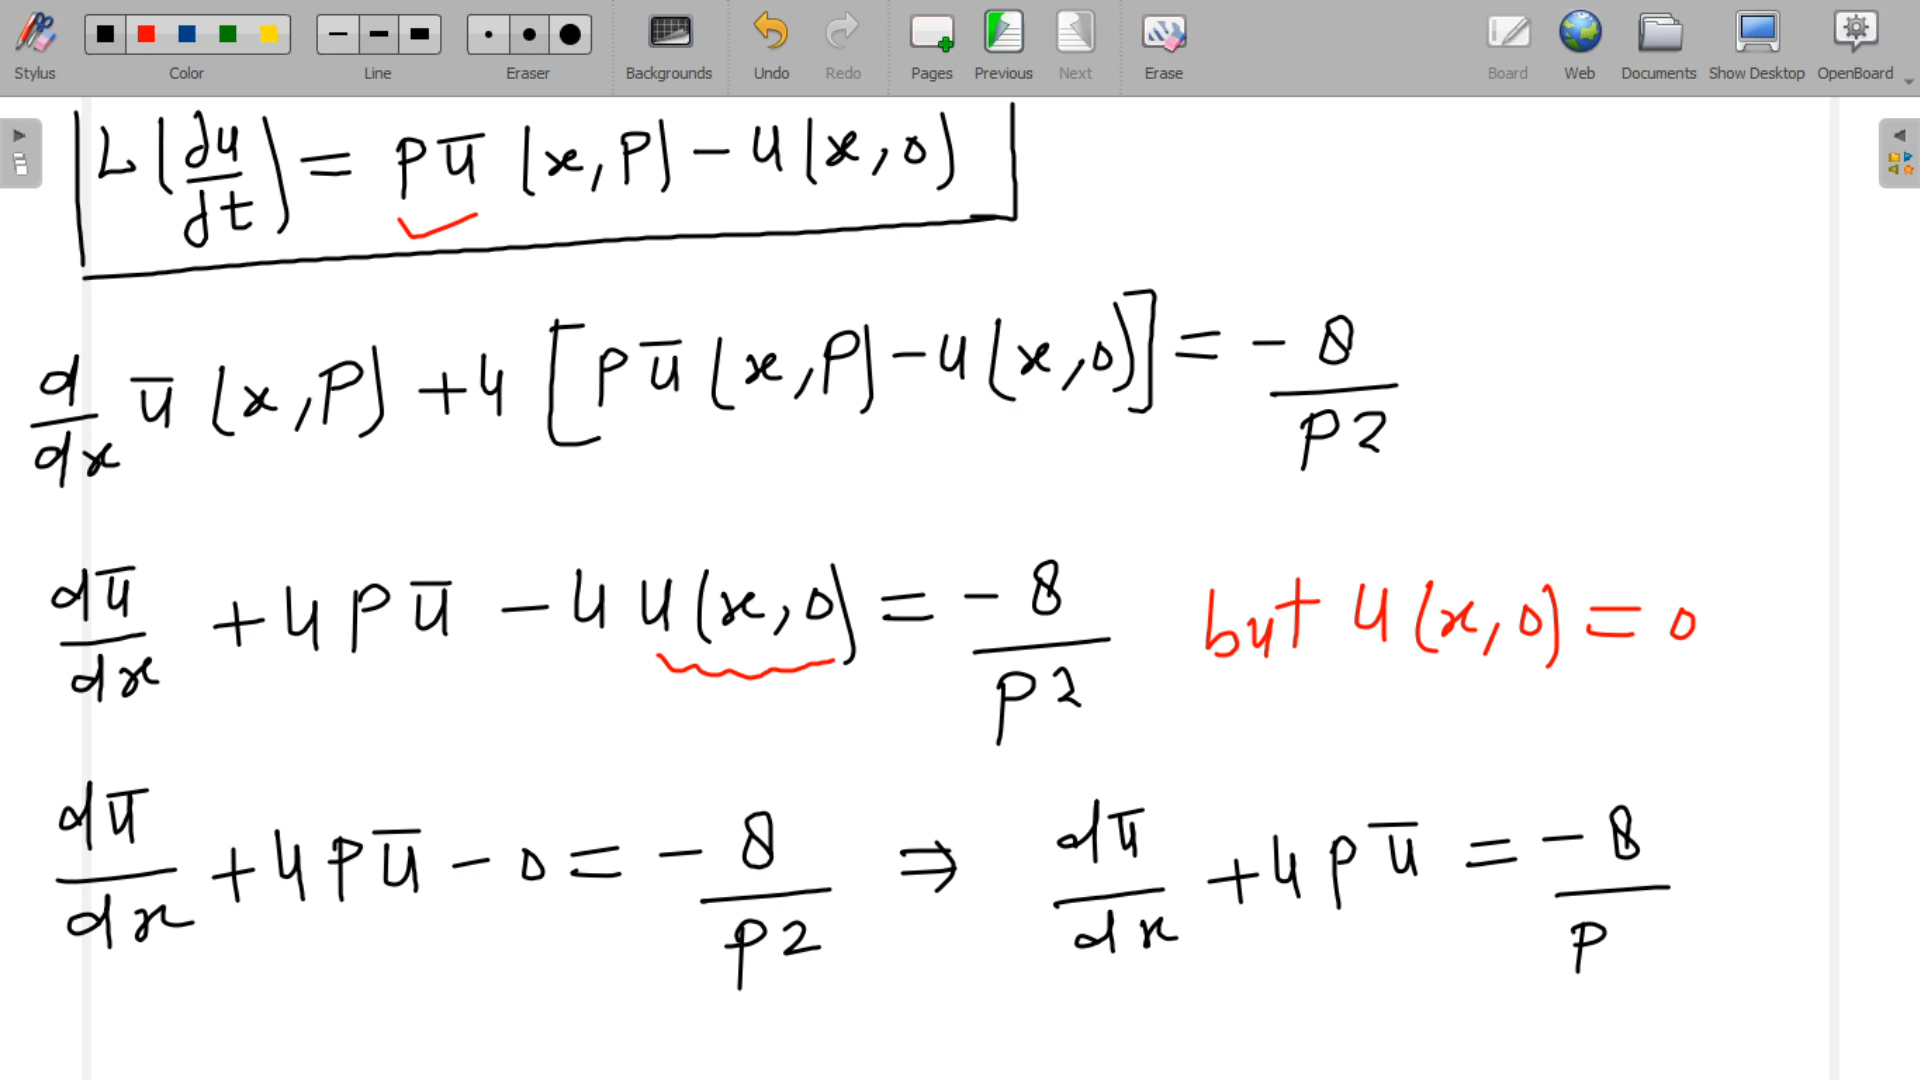 Stylus Color Line Eraser Backgrounds Undo Redo Pages Previous Next Erase Board Web Documents Show Desktop OpenBoard
L(du/dt) = pū(x,p) - u(x,0)
d/dx ū(x,p) + 4[pū(x,p) - u(x,0)] = -8/p2
dū/dx + 4pū - 4u(x,0) = -8/p2 but u(x,0) = 0
dū/dx + 4pū - 0 = -8/p2 ⇒ dū/dx + 4pū = -8/p